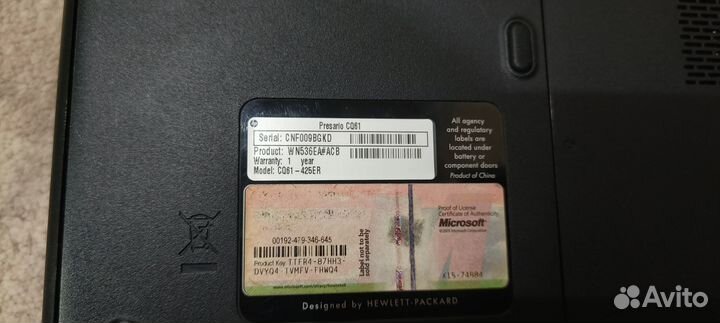 hp
Presario CQ61
Serial: CNF009BGKD
Product: WN536EA#ACB
Warranty: 1 year
Model: CQ61-425ER
All agency
and regulatory
labels are
located under
battery or
component doors
Product of China
00192-479-346-645
Product Key: TTFR4-87HH3-
DVYQ4 TVMFV-FHWQ4
Label not to be
sold separately
Proof of License
Certificate of Authenticity
Microsoft
X15-74884
Designed by HEWLETT-PACKARD
Avito